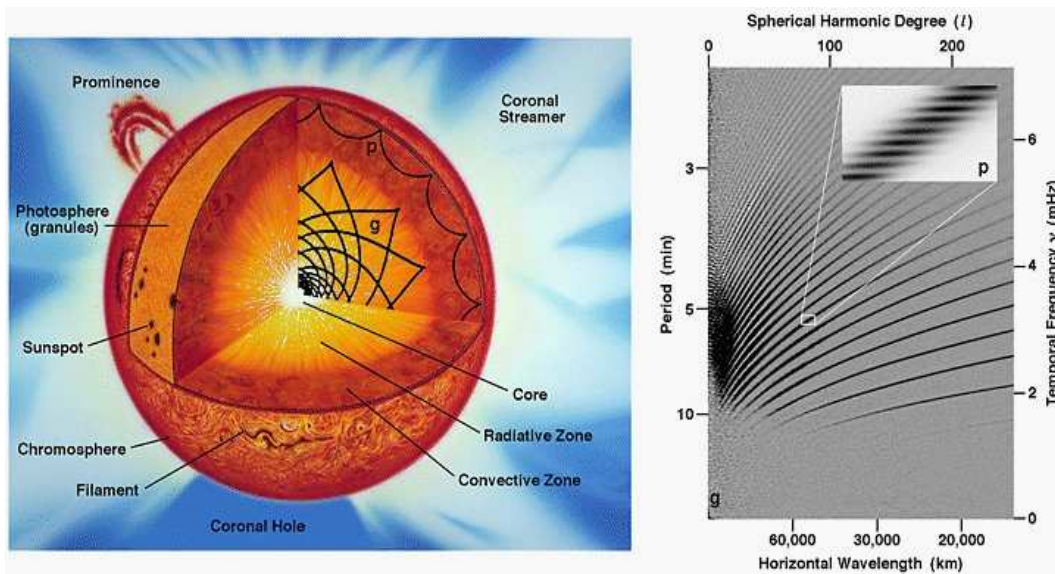 Prominence
Coronal
Streamer
Photosphere
(granules)
p
g
Sunspot
Core
Chromosphere
Radiative Zone
Filament
Convective Zone
Coronal Hole
Spherical Harmonic Degree (l)
0 100 200
Period (min)
3
5
10
p
g
Temporal Frequency ν (mHz)
6
4
2
0
60,000 30,000 20,000
Horizontal Wavelength (km)